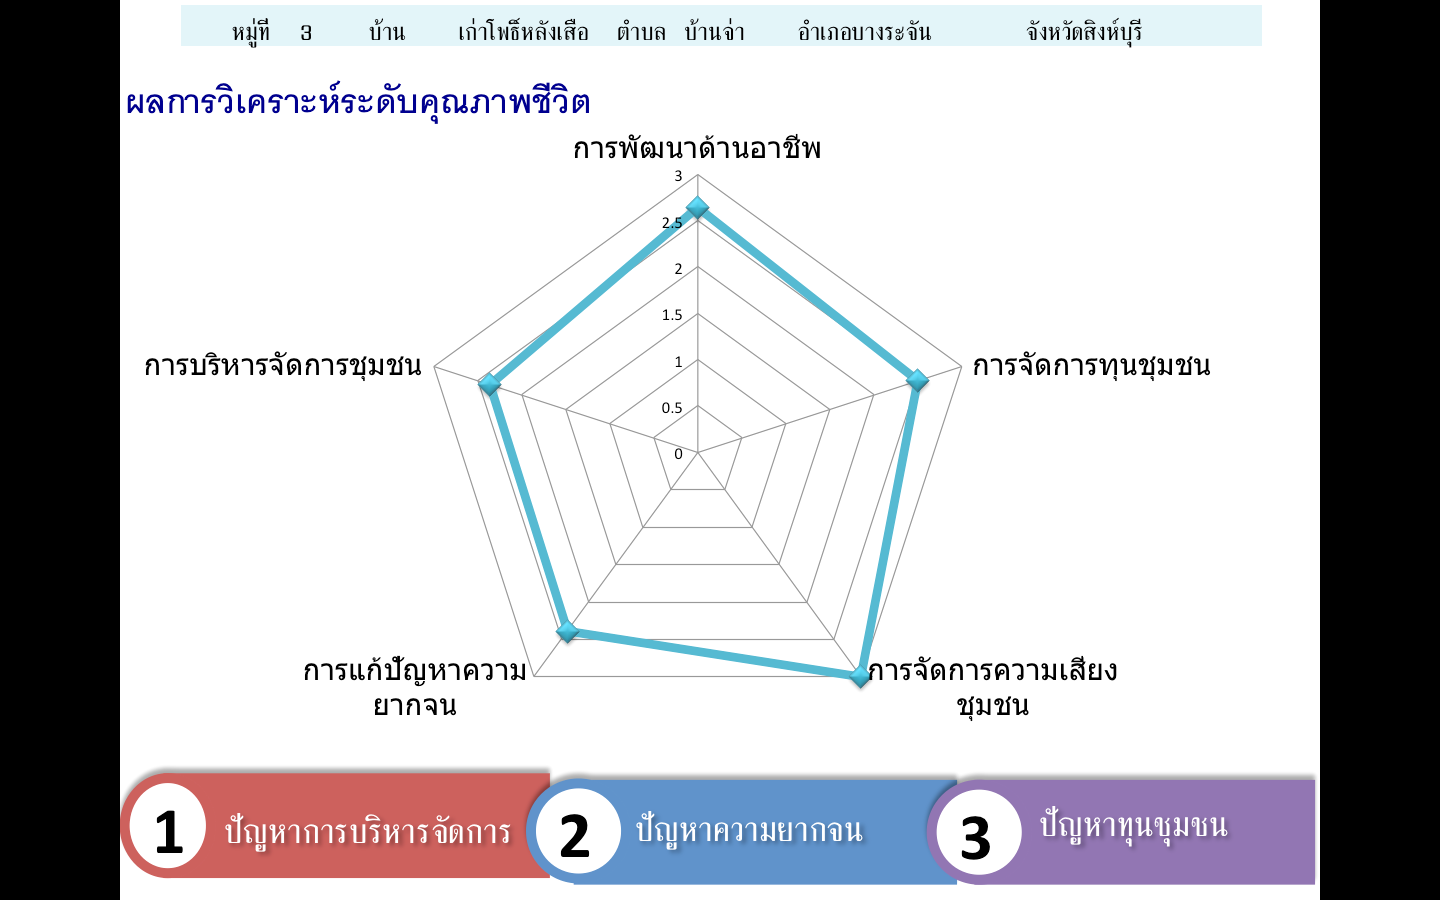 หมู่ที่ 3 บ้าน เก่าโพธิ์หลังเสือ ตำบล บ้านจ่า อำเภอบางระจัน จังหวัดสิงห์บุรี
ผลการวิเคราะห์ระดับคุณภาพชีวิต
การพัฒนาด้านอาชีพ
3
2.5
2
1.5
1
0.5
0
การบริหารจัดการชุมชน
การจัดการทุนชุมชน
การแก้ปัญหาความ
ยากจน
การจัดการความเสี่ยง
ชุมชน
1 ปัญหาการบริหารจัดการ
2 ปัญหาความยากจน
3 ปัญหาทุนชุมชน